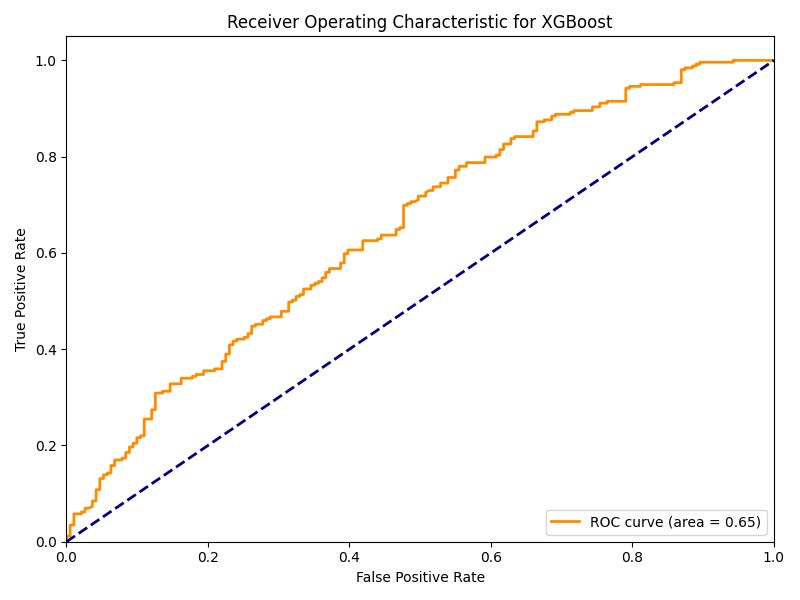 Receiver Operating Characteristic for XGBoost
1.0
0.8
0.6
0.4
0.2
0.0
True Positive Rate
ROC curve (area = 0.65)
0.0 0.2 0.4 0.6 0.8 1.0
False Positive Rate